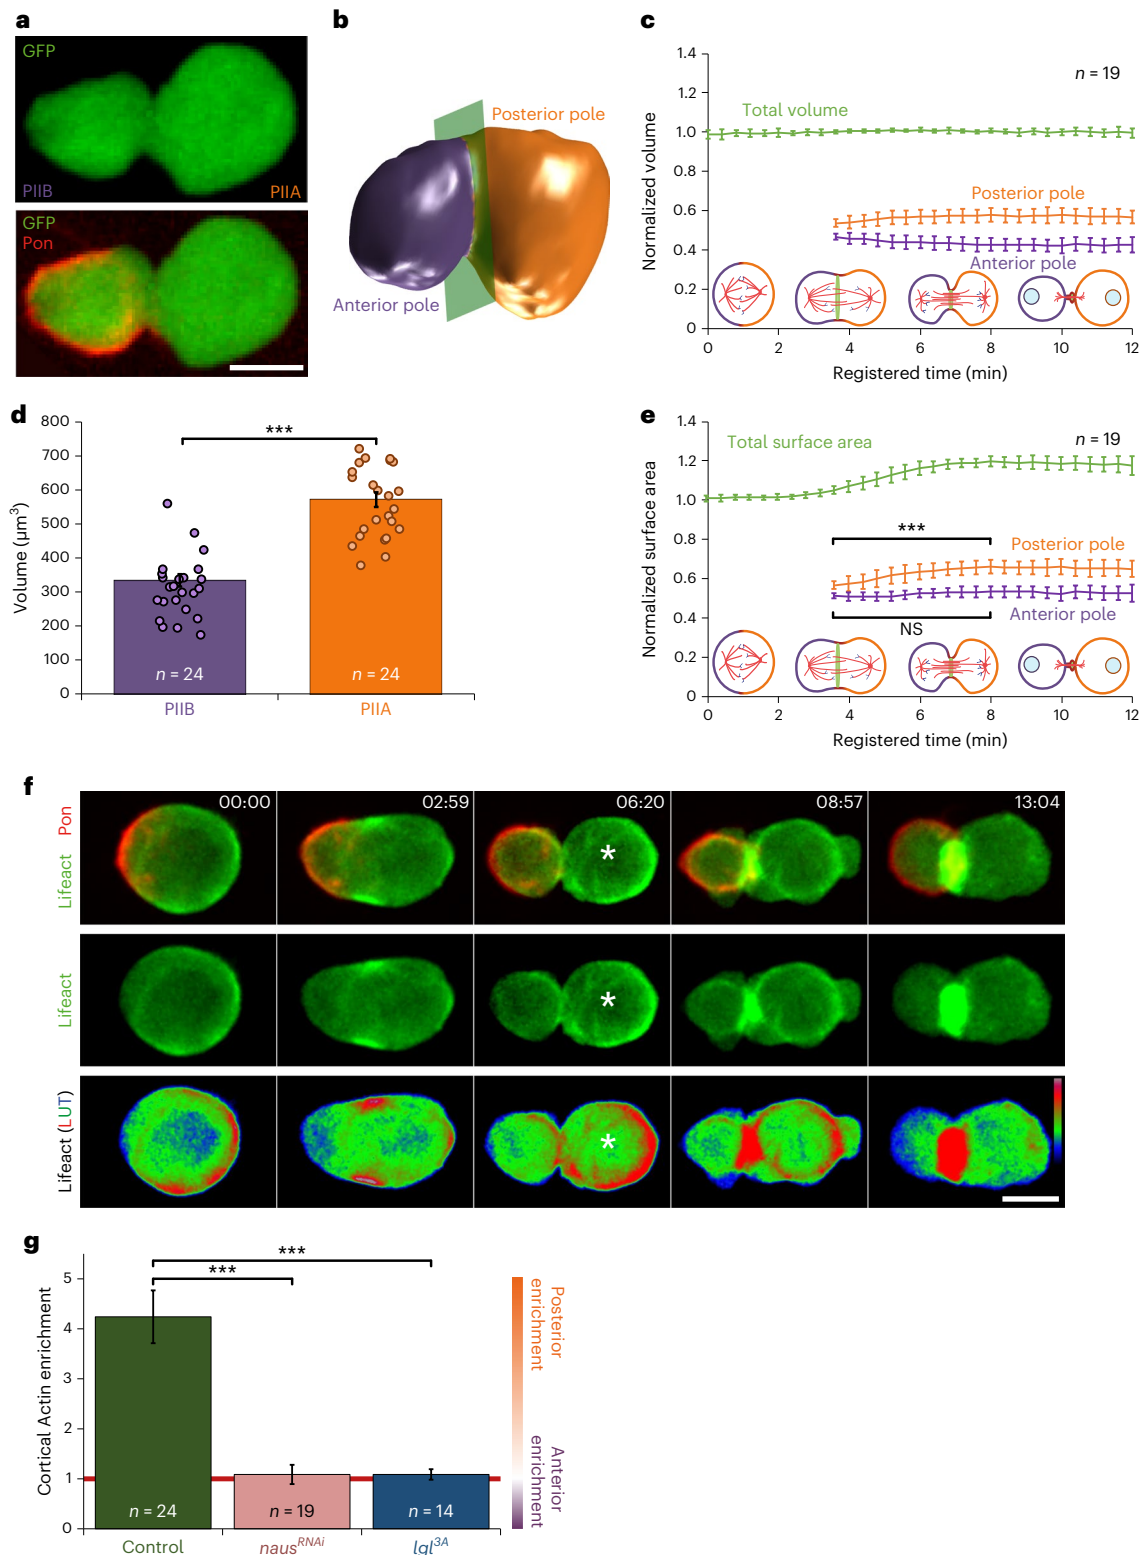 a
GFP
PIIB
PIIA
GFP
Pon
b
Posterior pole
Anterior pole
c
1.4
1.2
1.0
0.8
0.6
0.4
0.2
0
n = 19
Total volume
Posterior pole
Anterior pole
Normalized volume
0 2 4 6 8 10 12
Registered time (min)
d
800
700
600
500
400
300
200
100
0
Volume (µm³)
***
n = 24
n = 24
PIIB
PIIA
e
1.4
1.2
1.0
0.8
0.6
0.4
0.2
0
n = 19
Total surface area
***
Posterior pole
Anterior pole
NS
Normalized surface area
0 2 4 6 8 10 12
Registered time (min)
f
Lifeact Pon
00:00
02:59
06:20
08:57
13:04
*
Lifeact
*
Lifeact (LUT)
*
g
5
4
3
2
1
0
Cortical Actin enrichment
***
***
n = 24
n = 19
n = 14
Control
naus^RNAi
lgl^3A
Posterior enrichment
Anterior enrichment